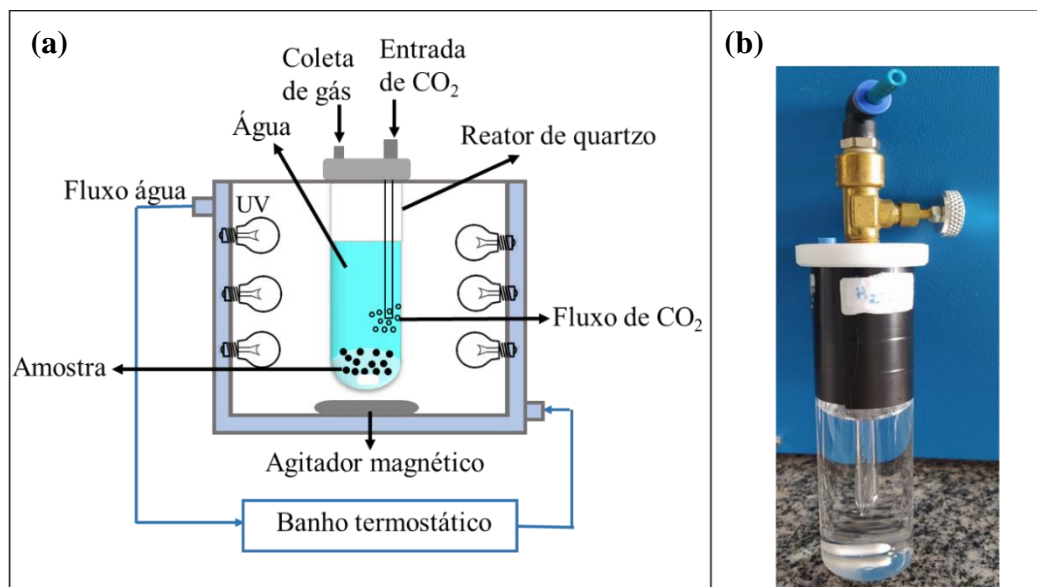 (a)
Coleta
de gás
Entrada
de CO₂
Água
Reator de quartzo
Fluxo água
UV
Fluxo de CO₂
Amostra
Agitador magnético
Banho termostático
(b)